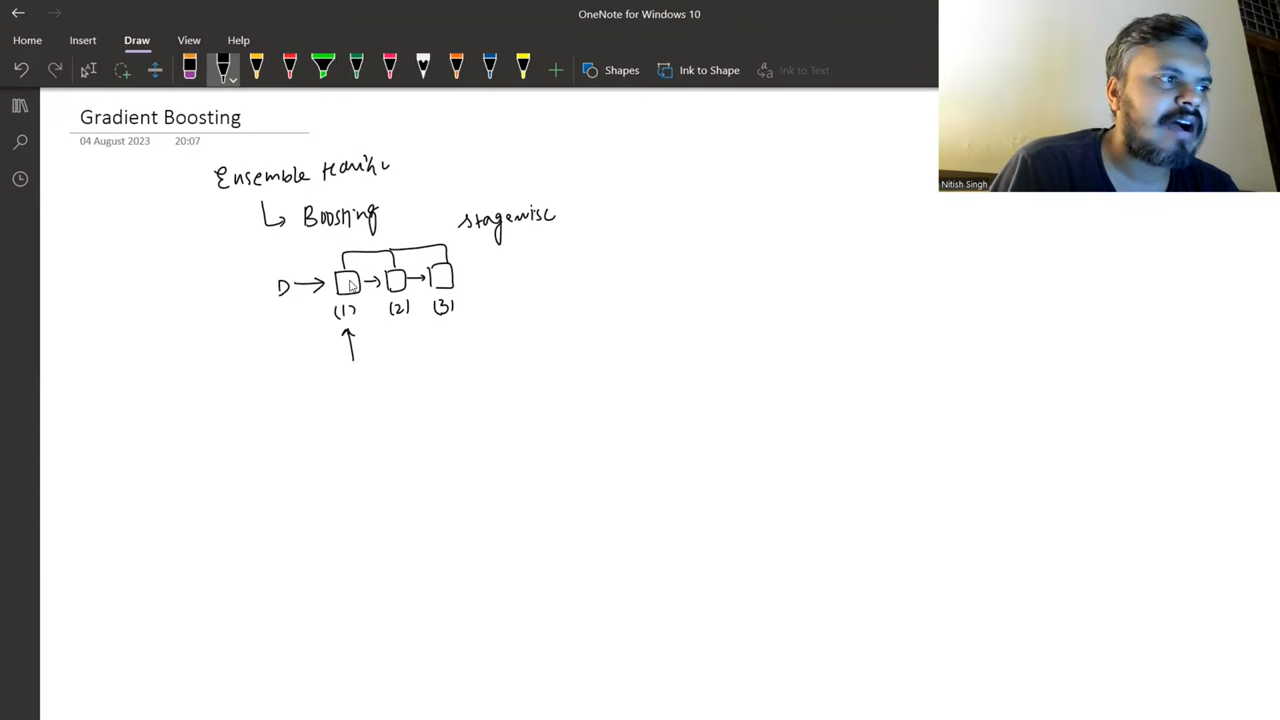 OneNote for Windows 10
Home Insert Draw View Help
Shapes Ink to Shape Ink to Text
Gradient Boosting
04 August 2023 20:07
Ensemble
Boosting stagewise
D
(1) (2) (3)
Nitish Singh